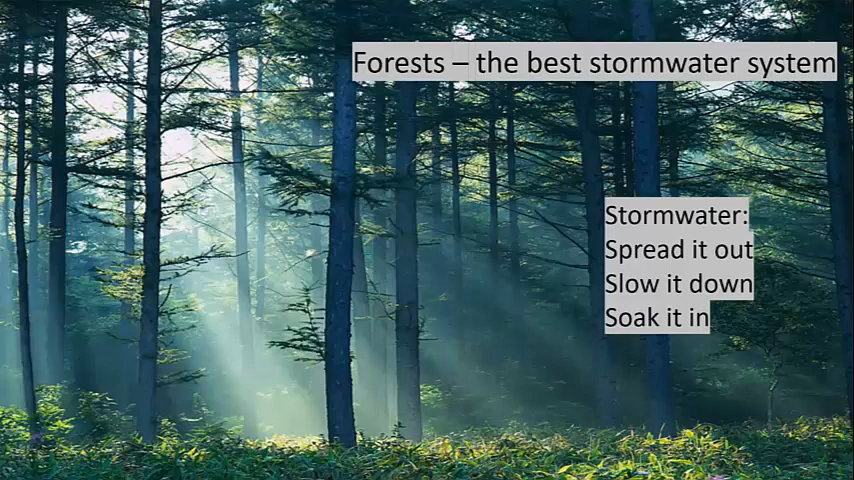 Forests – the best stormwater system
Stormwater:
Spread it out
Slow it down
Soak it in